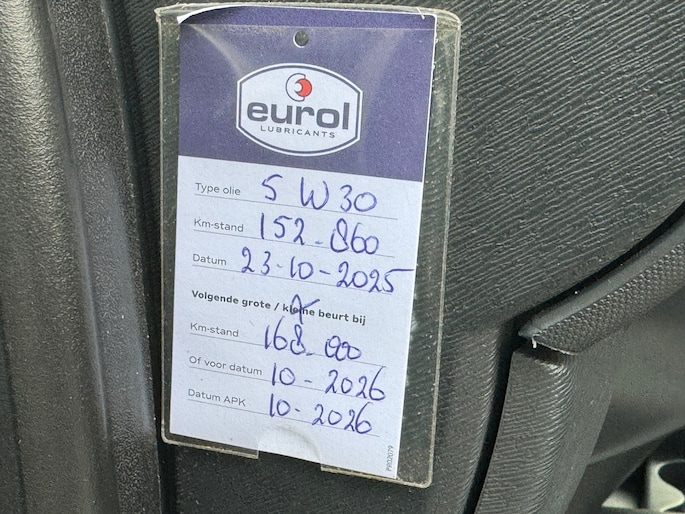 eurol
LUBRICANTS
Type olie 5 W 30
Km-stand 152.860
Datum 23-10-2025
Volgende grote / kleine beurt bij
Km-stand 168.000
Of voor datum 10-2026
Datum APK 10-2026
7902079